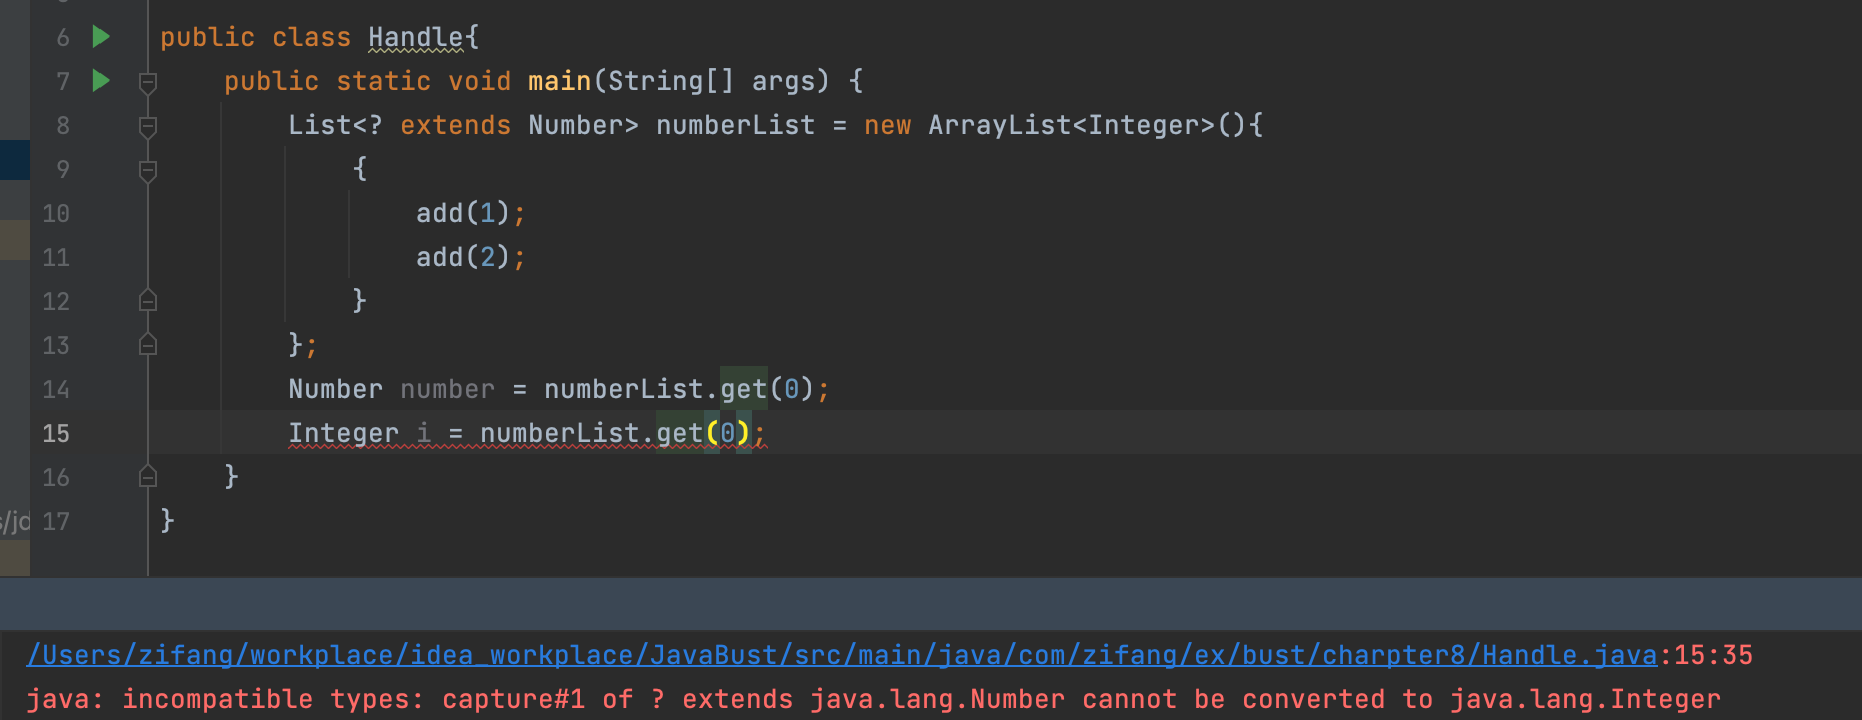 6 public class Handle{
7 public static void main(String[] args) {
8 List<? extends Number> numberList = new ArrayList<Integer>(){
9 {
10 add(1);
11 add(2);
12 }
13 };
14 Number number = numberList.get(0);
15 Integer i = numberList.get(0);
16 }
s/jd 17 }
/Users/zifang/workplace/idea_workplace/JavaBust/src/main/java/com/zifang/ex/bust/charpter8/Handle.java:15:35
java: incompatible types: capture#1 of ? extends java.lang.Number cannot be converted to java.lang.Integer